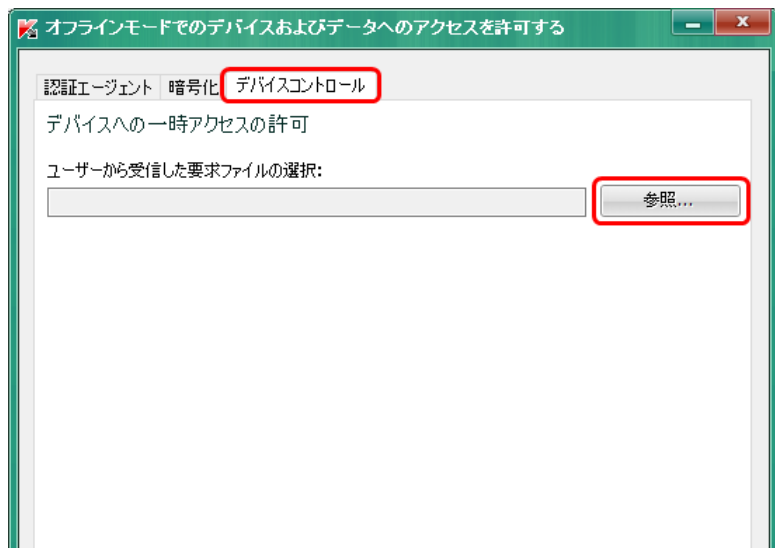 オフラインモードでのデバイスおよびデータへのアクセスを許可する
認証エージェント 暗号化 デバイスコントロール
デバイスへの一時アクセスの許可
ユーザーから受信した要求ファイルの選択:
参照...